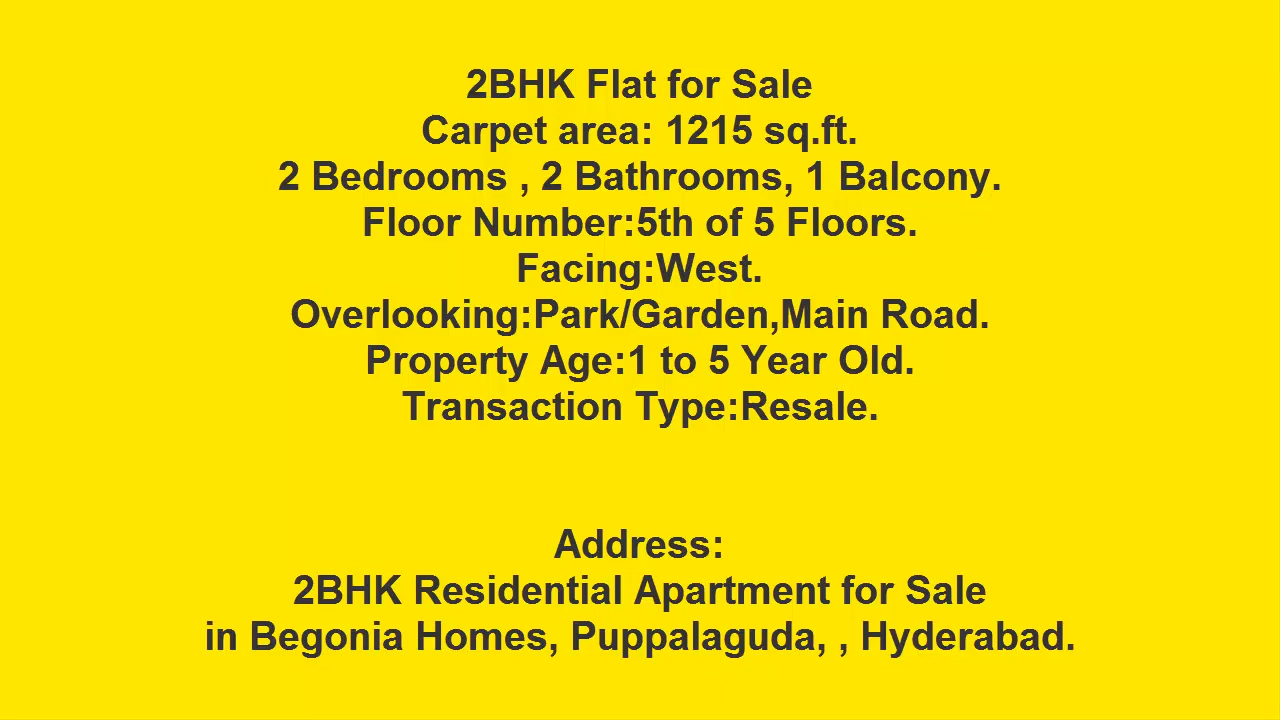 2BHK Flat for Sale
Carpet area: 1215 sq.ft.
2 Bedrooms , 2 Bathrooms, 1 Balcony.
Floor Number:5th of 5 Floors.
Facing:West.
Overlooking:Park/Garden,Main Road.
Property Age:1 to 5 Year Old.
Transaction Type:Resale.
Address:
2BHK Residential Apartment for Sale
in Begonia Homes, Puppalaguda, , Hyderabad.